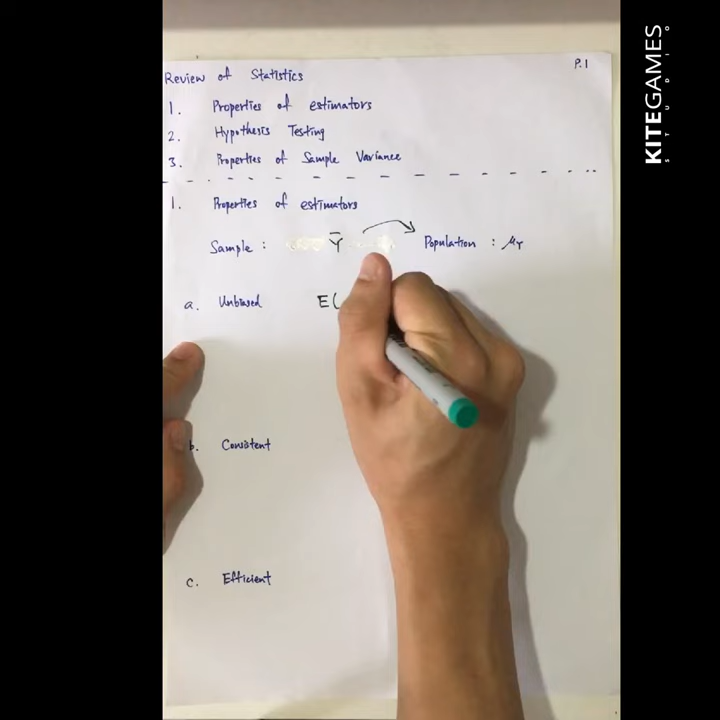 Review of Statistics
P.1
1. Properties of estimators
2. Hypothesis Testing
3. Properties of Sample Variance
1. Properties of estimators
Sample : Ȳ Population : μY
a. Unbiased E(
b. Consistent
c. Efficient
KITEGAMES
STUDIO